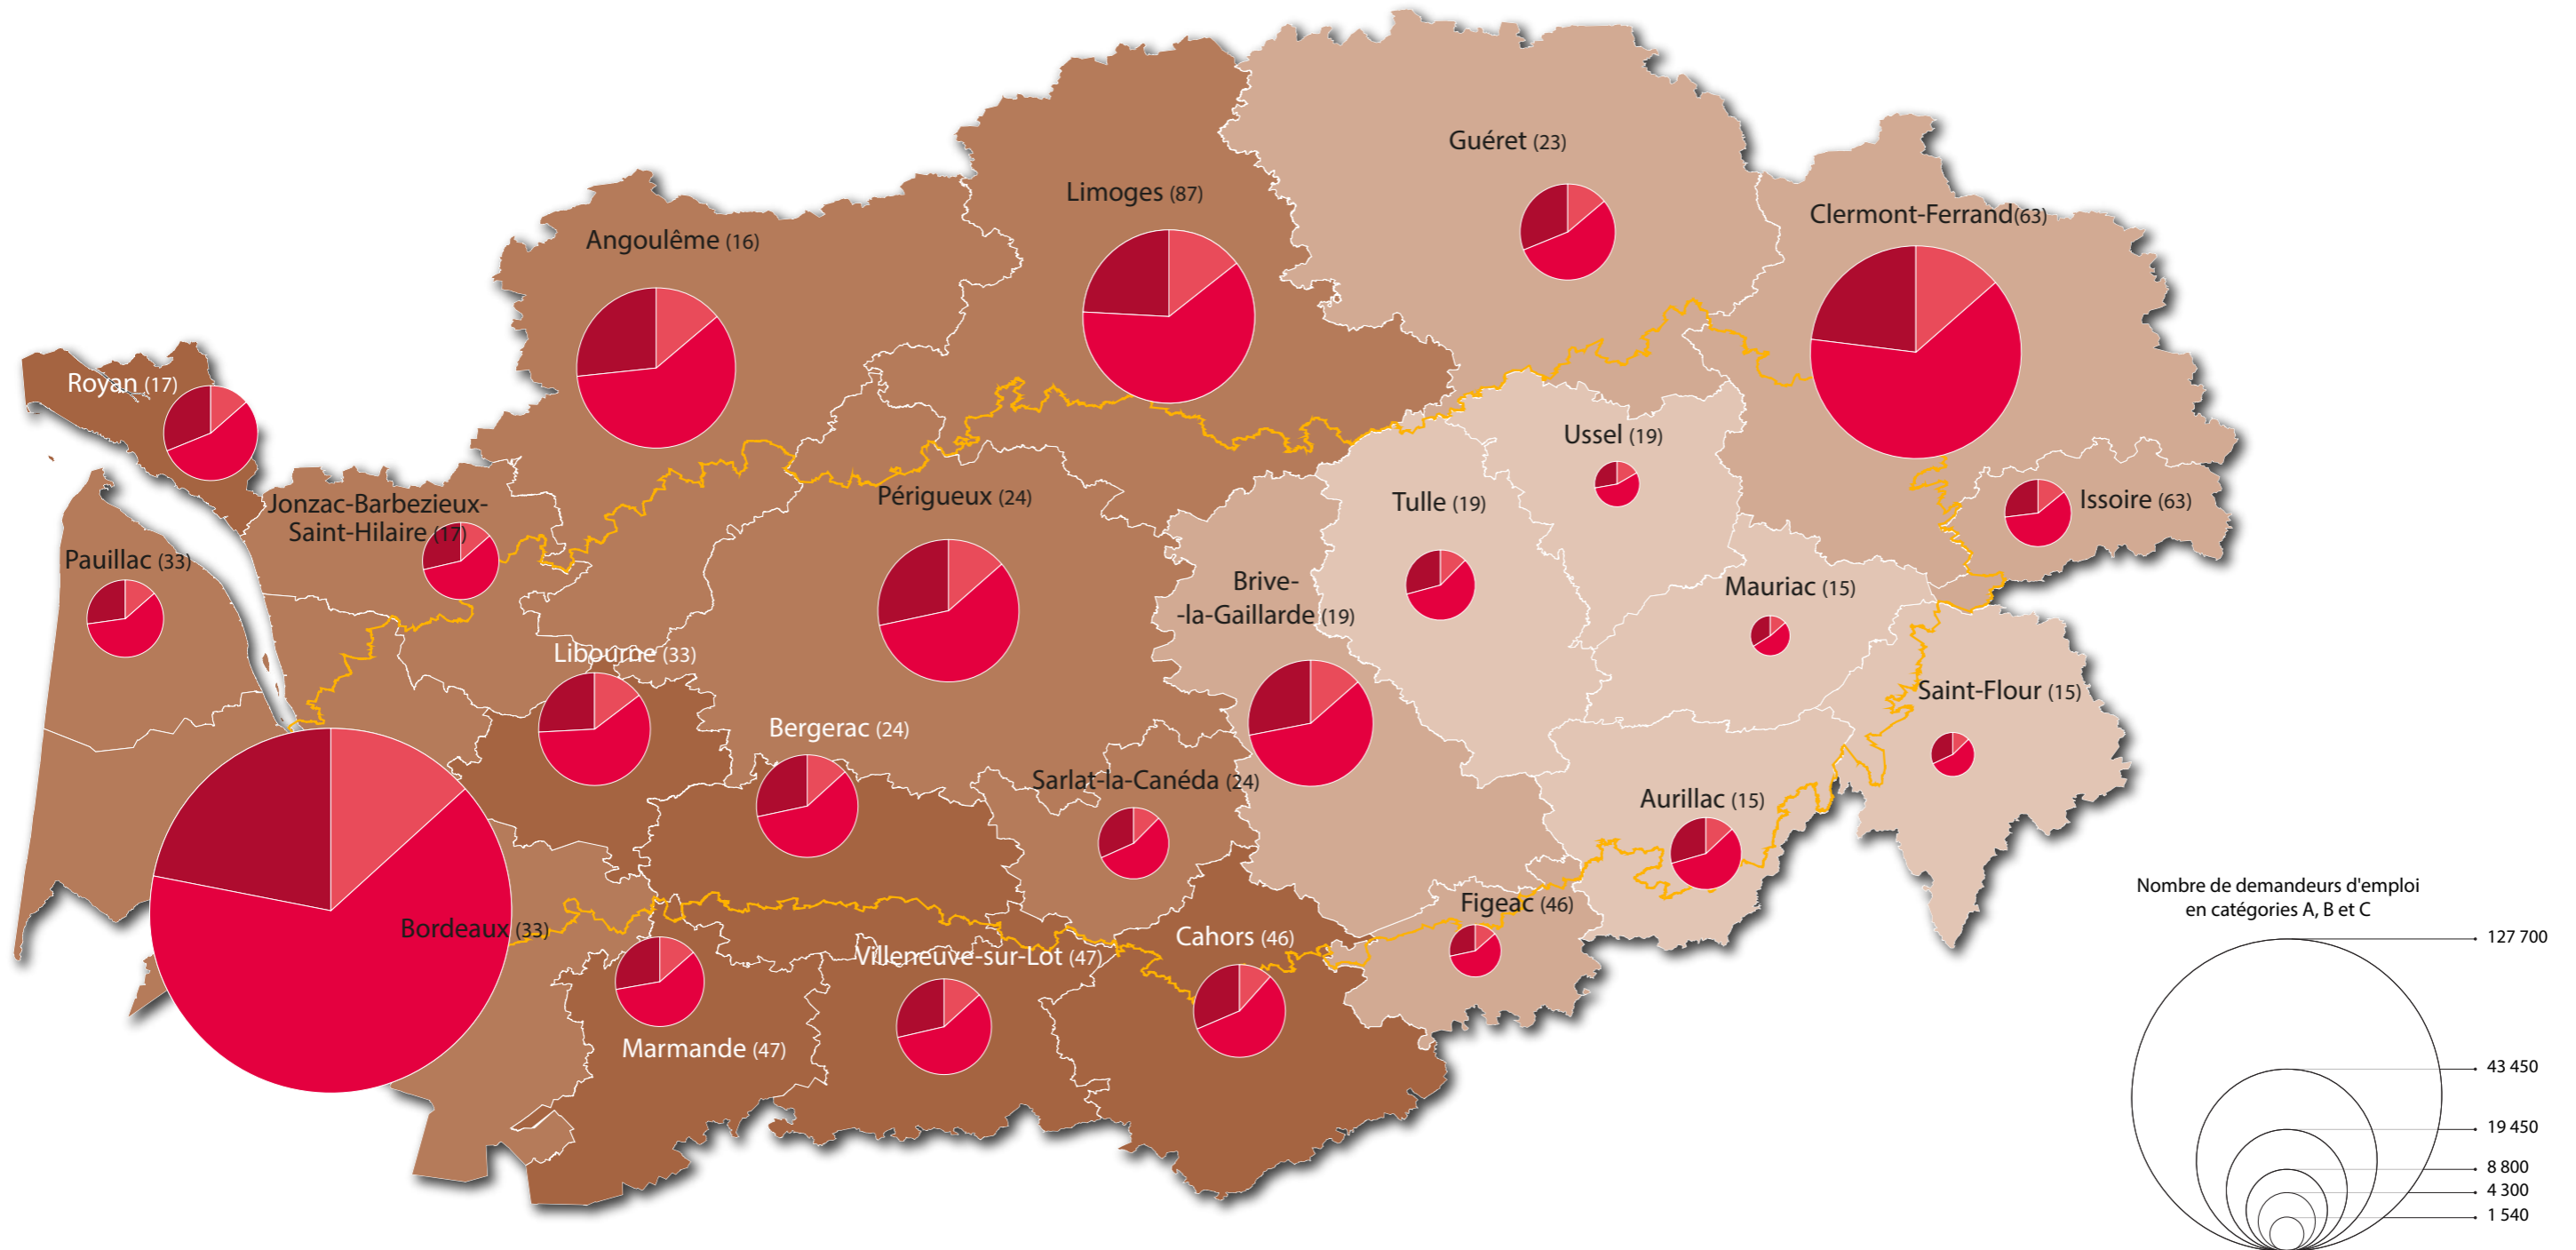 Guéret (23)
Limoges (87)
Clermont-Ferrand(63)
Angoulême (16)
Royan (17)
Ussel (19)
Périgueux (24)
Tulle (19)
Issoire (63)
Jonzac-Barbezieux-
Saint-Hilaire (17)
Pauillac (33)
Brive-
-la-Gaillarde (19)
Mauriac (15)
Libourne (33)
Saint-Flour (15)
Bergerac (24)
Sarlat-la-Canéda (24)
Aurillac (15)
Figeac (46)
Bordeaux (33)
Cahors (46)
Villeneuve-sur-Lot (47)
Marmande (47)
Nombre de demandeurs d'emploi
en catégories A, B et C
127 700
43 450
19 450
8 800
4 300
1 540